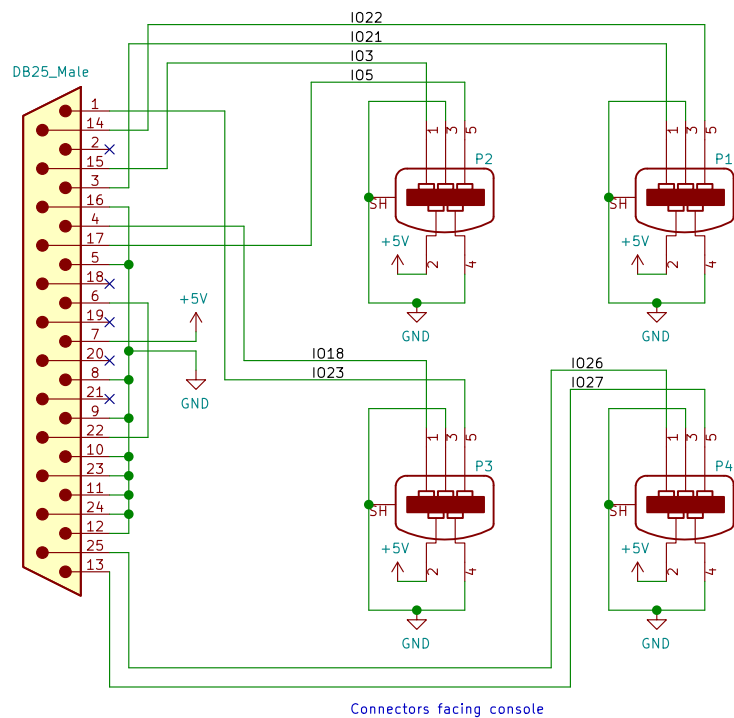 IO22
IO21
IO3
IO5
DB25_Male
1
14
2
15
3
16
4
17
5
18
6
19
7
20
8
21
9
22
10
23
11
24
12
25
13
+5V
GND
1 3 5
P2
SH
+5V
2 4
GND
1 3 5
P1
SH
+5V
2 4
GND
IO18
IO23
IO26
IO27
1 3 5
P3
SH
+5V
2 4
GND
1 3 5
P4
SH
+5V
2 4
GND
Connectors facing console